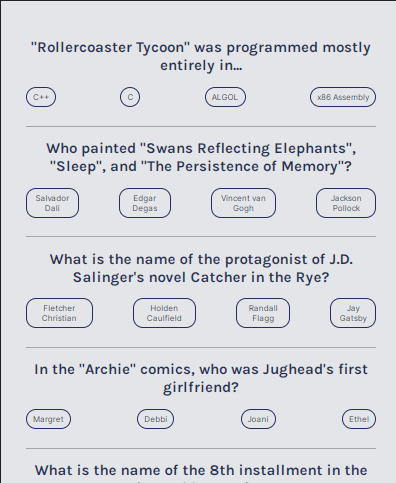 "Rollercoaster Tycoon" was programmed mostly
entirely in...
C++
C
ALGOL
x86 Assembly
Who painted "Swans Reflecting Elephants",
"Sleep", and "The Persistence of Memory"?
Salvador
Dali
Edgar
Degas
Vincent van
Gogh
Jackson
Pollock
What is the name of the protagonist of J.D.
Salinger's novel Catcher in the Rye?
Fletcher
Christian
Holden
Caulfield
Randall
Flagg
Jay
Gatsby
In the "Archie" comics, who was Jughead's first
girlfriend?
Margret
Debbi
Joani
Ethel
What is the name of the 8th installment in the